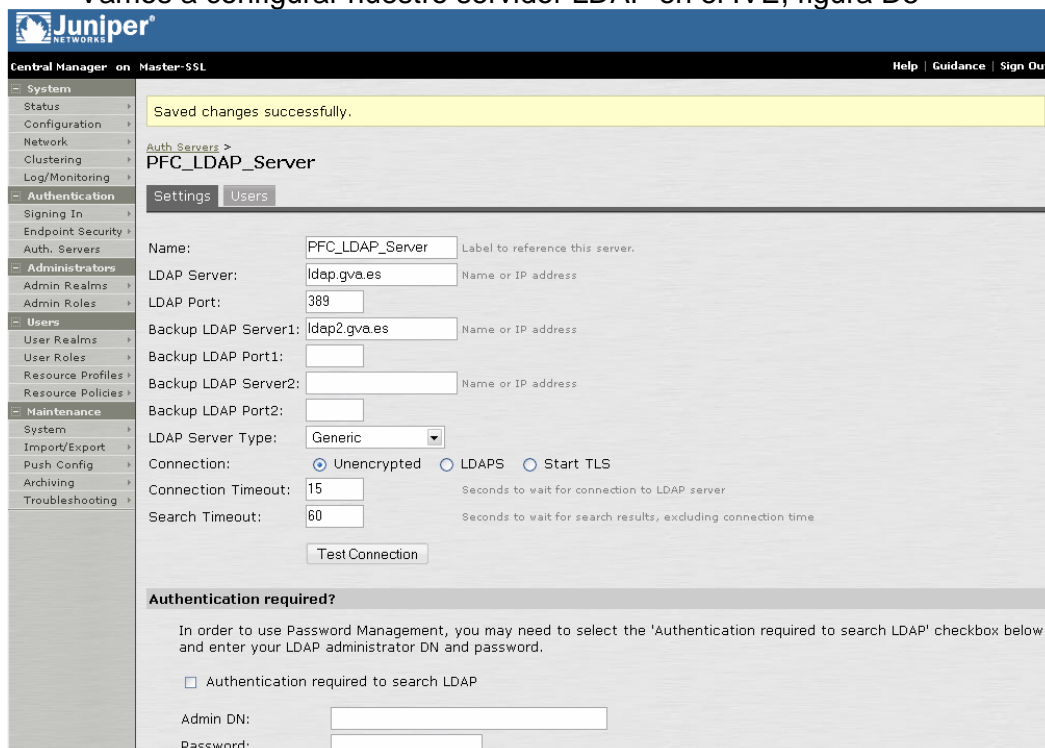 Vamos a configurar nuestro servidor LDAP en el IVE, figura D3
Juniper®
NETWORKS
Central Manager on Master-SSL
Help | Guidance | Sign Ou
System
Status
Configuration
Network
Clustering
Log/Monitoring
Authentication
Signing In
Endpoint Security
Auth. Servers
Administrators
Admin Realms
Admin Roles
Users
User Realms
User Roles
Resource Profiles
Resource Policies
Maintenance
System
Import/Export
Push Config
Archiving
Troubleshooting
Saved changes successfully.
Auth Servers >
PFC_LDAP_Server
Settings Users
Name: PFC_LDAP_Server Label to reference this server.
LDAP Server: ldap.gva.es Name or IP address
LDAP Port: 389
Backup LDAP Server1: ldap2.gva.es Name or IP address
Backup LDAP Port1:
Backup LDAP Server2: Name or IP address
Backup LDAP Port2:
LDAP Server Type: Generic
Connection: Unencrypted LDAPS Start TLS
Connection Timeout: 15 Seconds to wait for connection to LDAP server
Search Timeout: 60 Seconds to wait for search results, excluding connection time
Test Connection
Authentication required?
In order to use Password Management, you may need to select the 'Authentication required to search LDAP' checkbox below
and enter your LDAP administrator DN and password.
Authentication required to search LDAP
Admin DN:
Password: